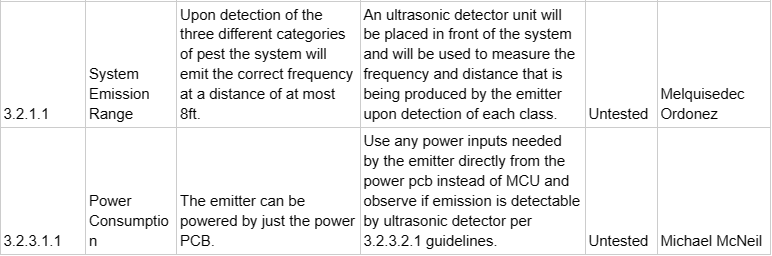 3.2.1.1
System
Emission
Range
Upon detection of the
three different categories
of pest the system will
emit the correct frequency
at a distance of at most
8ft.
An ultrasonic detector unit will
be placed in front of the system
and will be used to measure the
frequency and distance that is
being produced by the emitter
upon detection of each class.
Untested
Melquisedec
Ordonez
3.2.3.1.1
Power
Consumptio
n
The emitter can be
powered by just the power
PCB.
Use any power inputs needed
by the emitter directly from the
power pcb instead of MCU and
observe if emission is detectable
by ultrasonic detector per
3.2.3.2.1 guidelines.
Untested
Michael McNeil